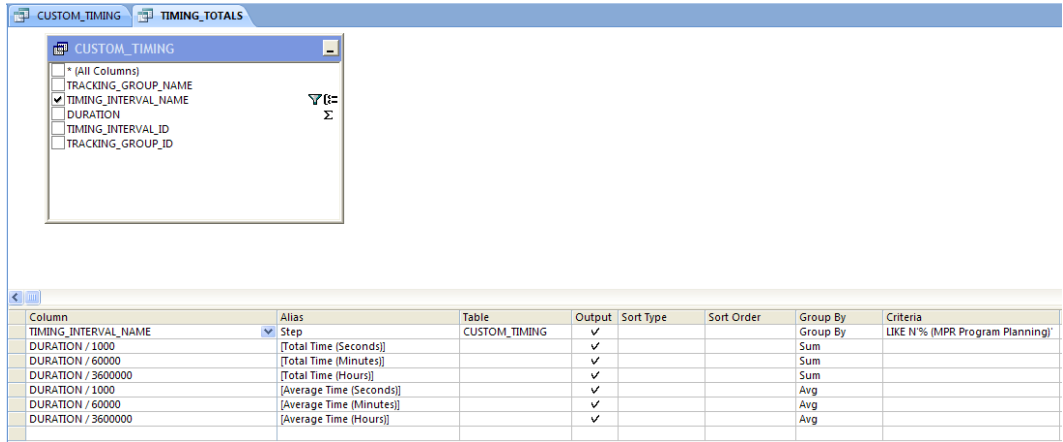 CUSTOM_TIMING TIMING_TOTALS
CUSTOM_TIMING
* (All Columns)
TRACKING_GROUP_NAME
TIMING_INTERVAL_NAME
DURATION Σ
TIMING_INTERVAL_ID
TRACKING_GROUP_ID
Column Alias Table Output Sort Type Sort Order Group By Criteria
TIMING_INTERVAL_NAME Step CUSTOM_TIMING Group By LIKE N'% (MPR Program Planning)'
DURATION / 1000 [Total Time (Seconds)] Sum
DURATION / 60000 [Total Time (Minutes)] Sum
DURATION / 3600000 [Total Time (Hours)] Sum
DURATION / 1000 [Average Time (Seconds)] Avg
DURATION / 60000 [Average Time (Minutes)] Avg
DURATION / 3600000 [Average Time (Hours)] Avg